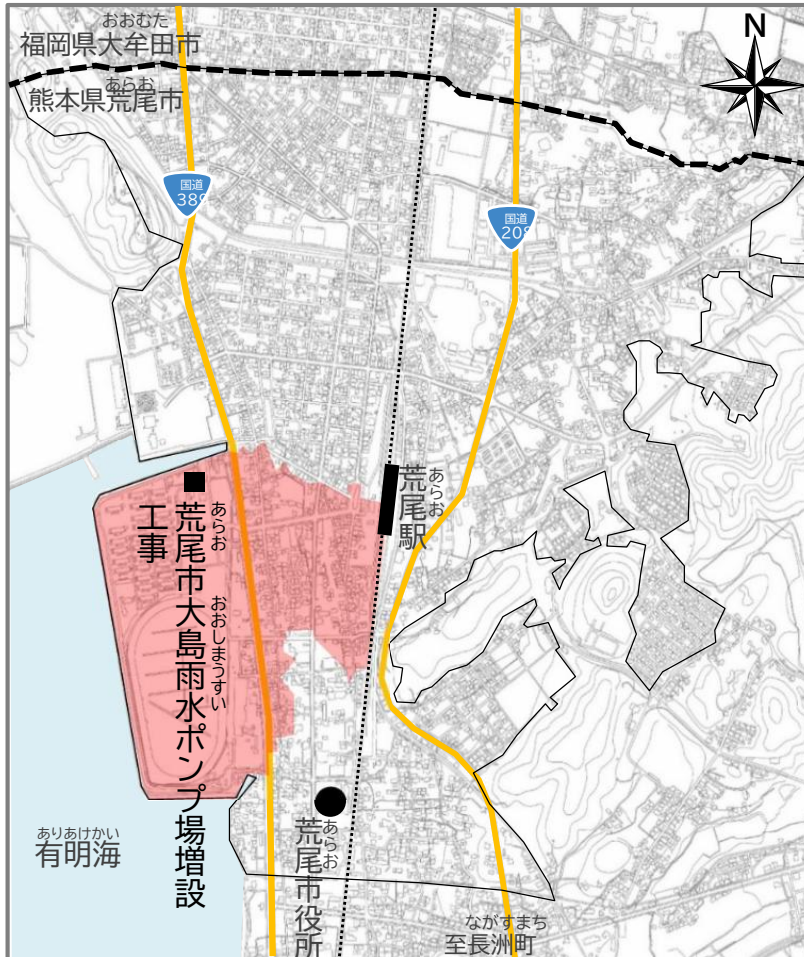 おおむた
福岡県大牟田市
N
あらお
熊本県荒尾市
国道
389
国道
208
あらお
荒尾駅
あらお おおしまうすい
荒尾市大島雨水ポンプ場増設
工事
ありあけかい
有明海
あらお
荒尾市役所
ながすまち
至長洲町